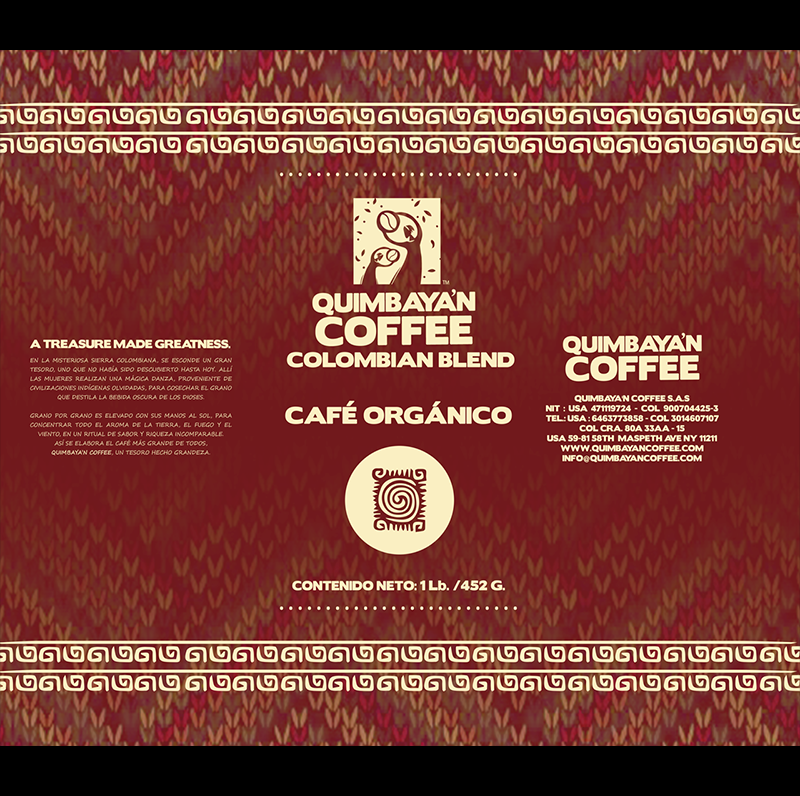 A TREASURE MADE GREATNESS.
EN LA MISTERIOSA SIERRA COLOMBIANA, SE ESCONDE UN GRAN
TESORO, UNO QUE NO HABÍA SIDO DESCUBIERTO HASTA HOY. ALLÍ
LAS MUJERES REALIZAN UNA MÁGICA DANZA, PROVENIENTE DE
CIVILIZACIONES INDÍGENAS OLVIDADAS, PARA COSECHAR EL GRANO
QUE DESTILA LA BEBIDA OSCURA DE LOS DIOSES.
GRANO POR GRANO ES ELEVADO CON SUS MANOS AL SOL, PARA
CONCENTRAR TODO EL AROMA DE LA TIERRA, EL FUEGO Y EL
VIENTO, EN UN RITUAL DE SABOR Y RIQUEZA INCOMPARABLE.
ASÍ SE ELABORA EL CAFÉ MÁS GRANDE DE TODOS,
QUIMBAYA'N COFFEE, UN TESORO HECHO GRANDEZA.
TM
QUIMBAYA'N
COFFEE
COLOMBIAN BLEND
CAFÉ ORGÁNICO
CONTENIDO NETO: 1 Lb. /452 G.
QUIMBAYA'N
COFFEE
QUIMBAYA'N COFFEE S.A.S
NIT : USA 471119724 - COL 900704425-3
TEL.: USA : 6463773858 - COL 3014607107
COL CRA. 80A 33AA - 15
USA 59-81 58TH MASPETH AVE NY 11211
WWW.QUIMBAYANCOFFEE.COM
INFO@QUIMBAYANCOFFEE.COM